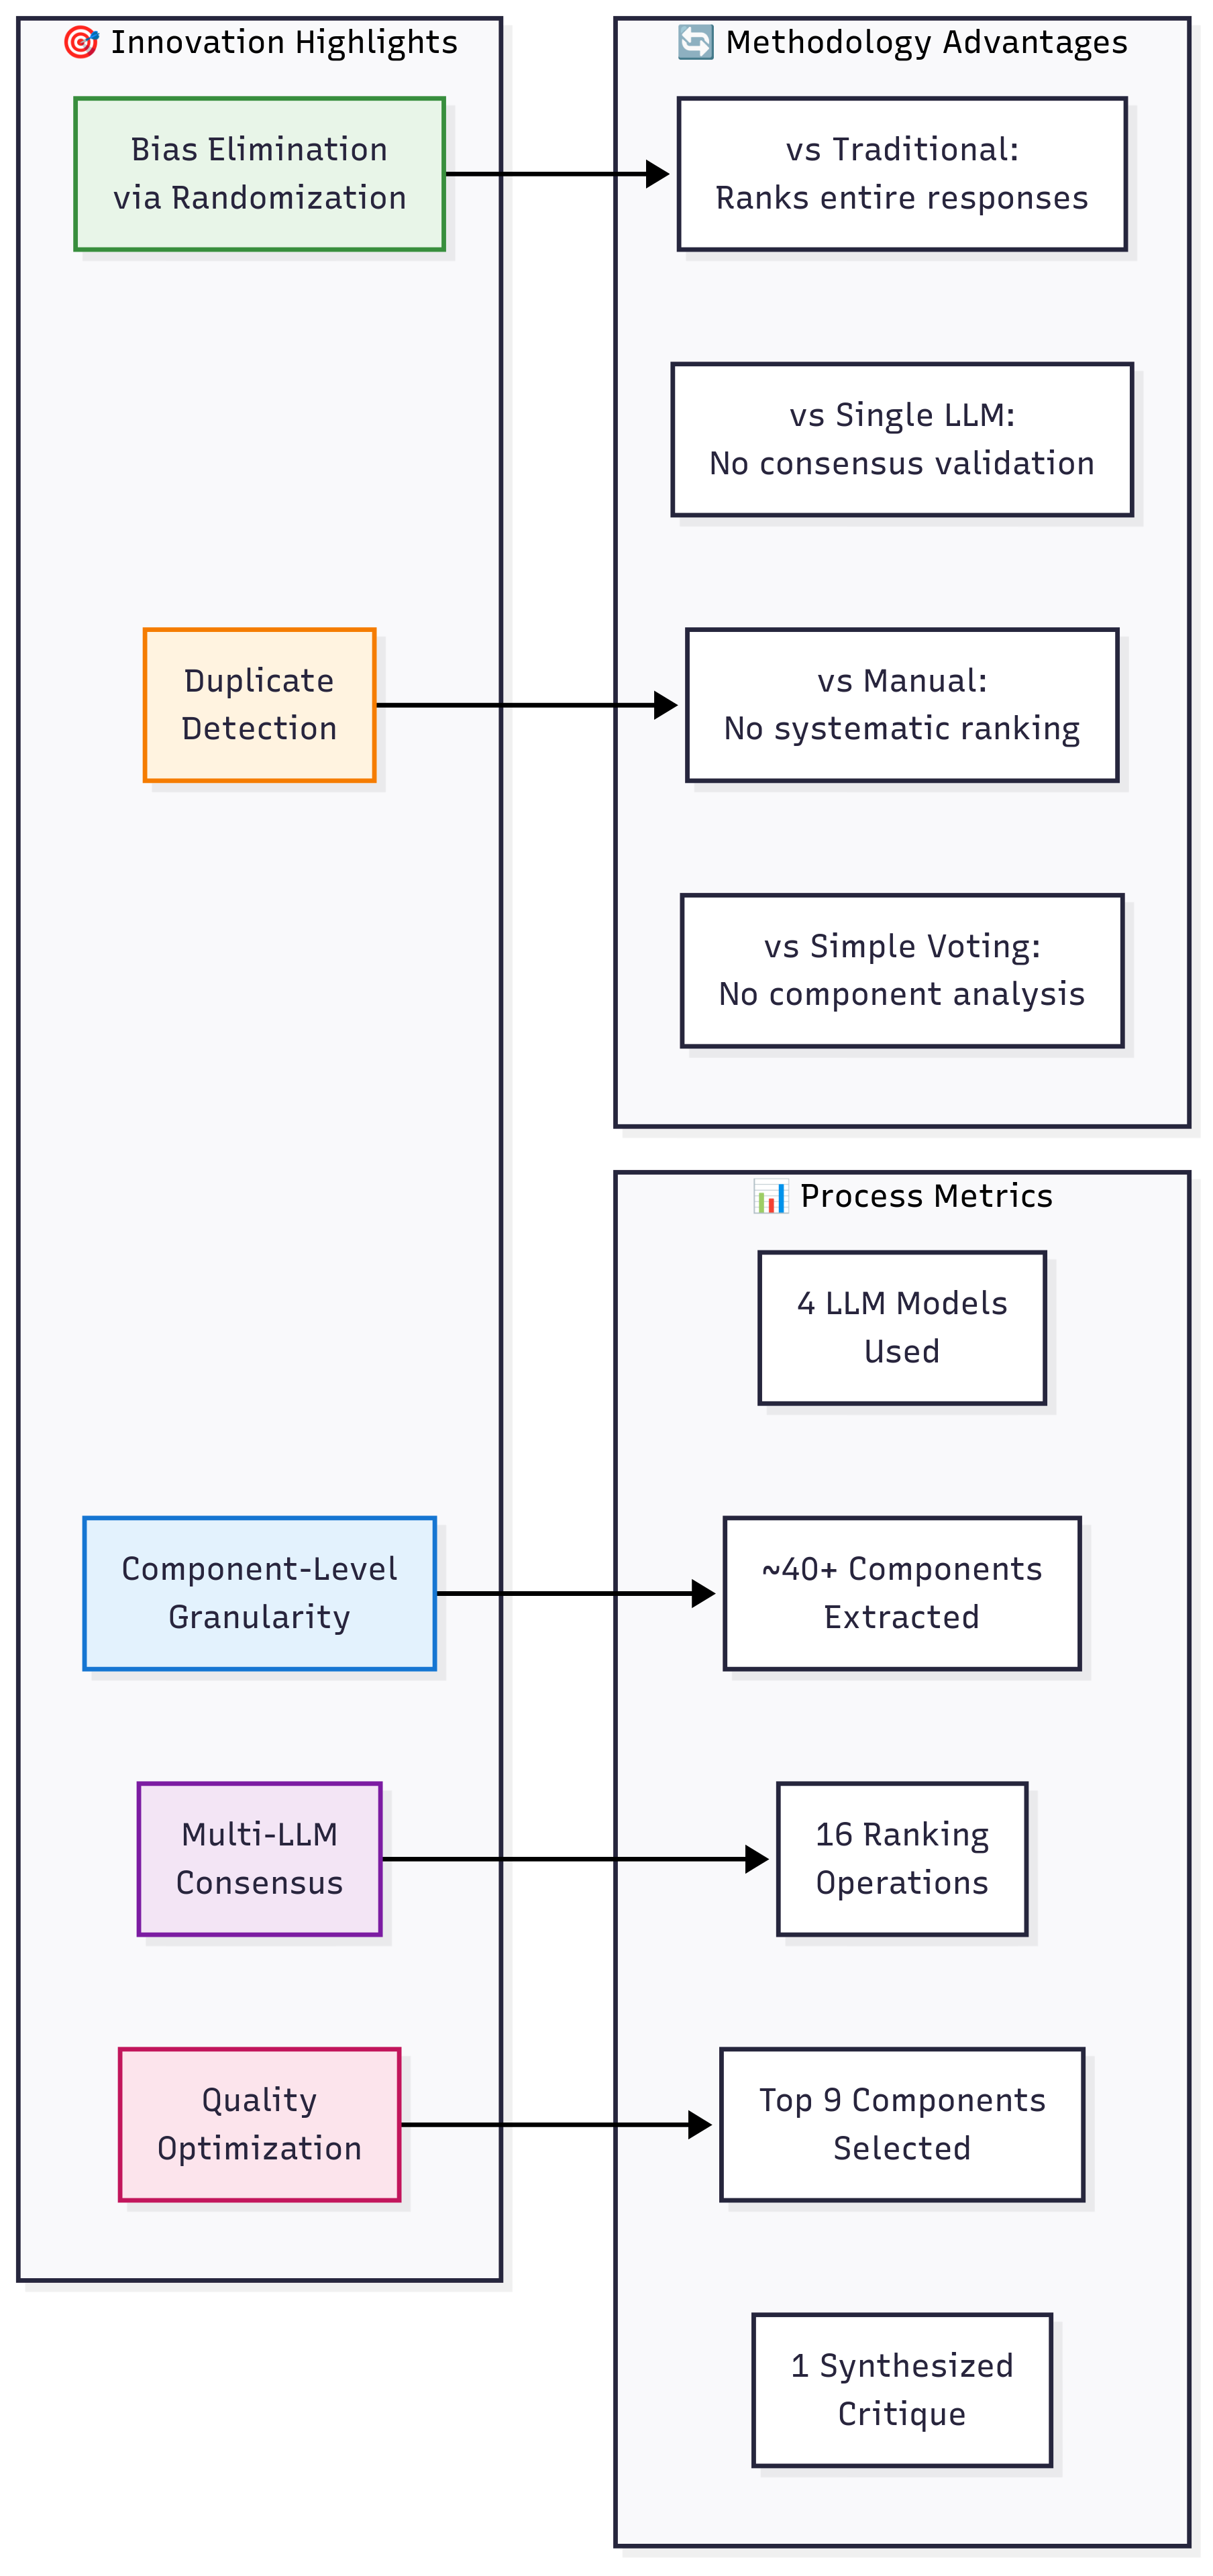 🎯 Innovation Highlights
Bias Elimination
via Randomization
Duplicate
Detection
Component-Level
Granularity
Multi-LLM
Consensus
Quality
Optimization
🔄 Methodology Advantages
vs Traditional:
Ranks entire responses
vs Single LLM:
No consensus validation
vs Manual:
No systematic ranking
vs Simple Voting:
No component analysis
📊 Process Metrics
4 LLM Models
Used
~40+ Components
Extracted
16 Ranking
Operations
Top 9 Components
Selected
1 Synthesized
Critique